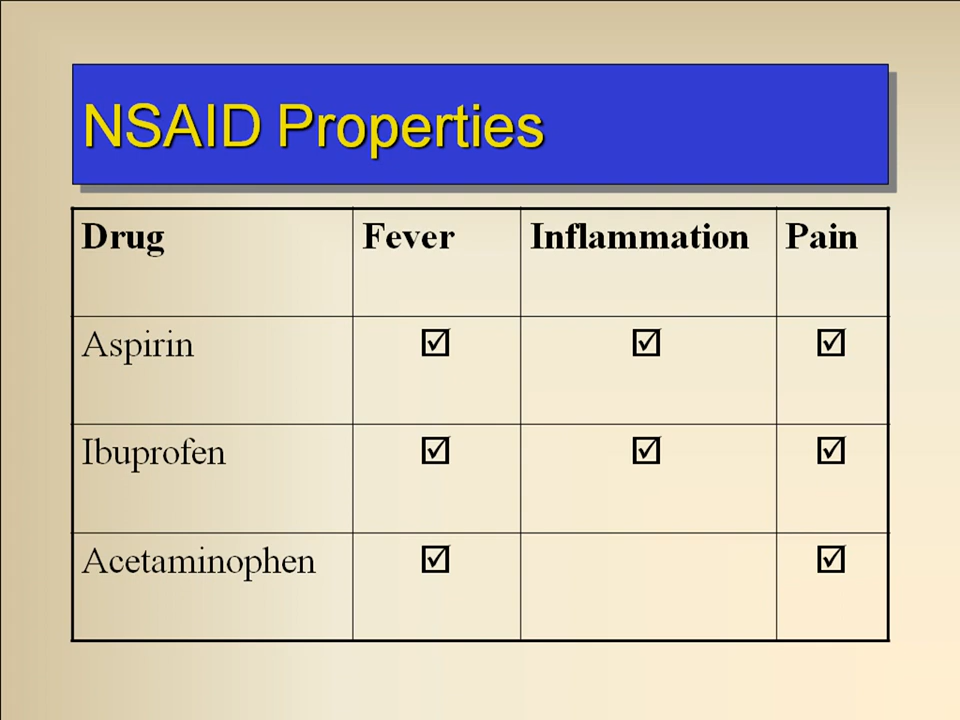 NSAID Properties
Drug Fever Inflammation Pain
Aspirin ☑ ☑ ☑
Ibuprofen ☑ ☑ ☑
Acetaminophen ☑ ☑